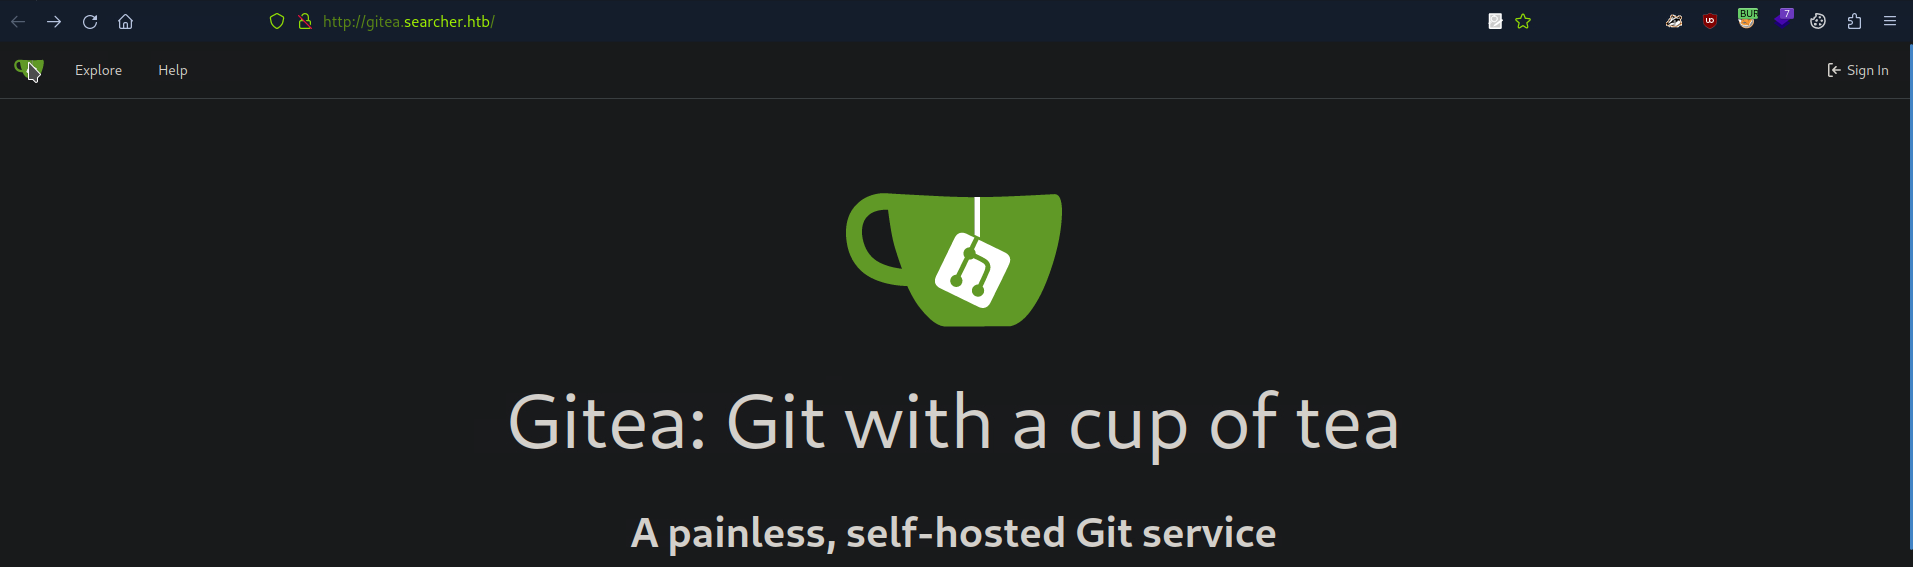 http://gitea.searcher.htb/
BUR
7
Explore
Help
Sign In
Gitea: Git with a cup of tea
A painless, self-hosted Git service